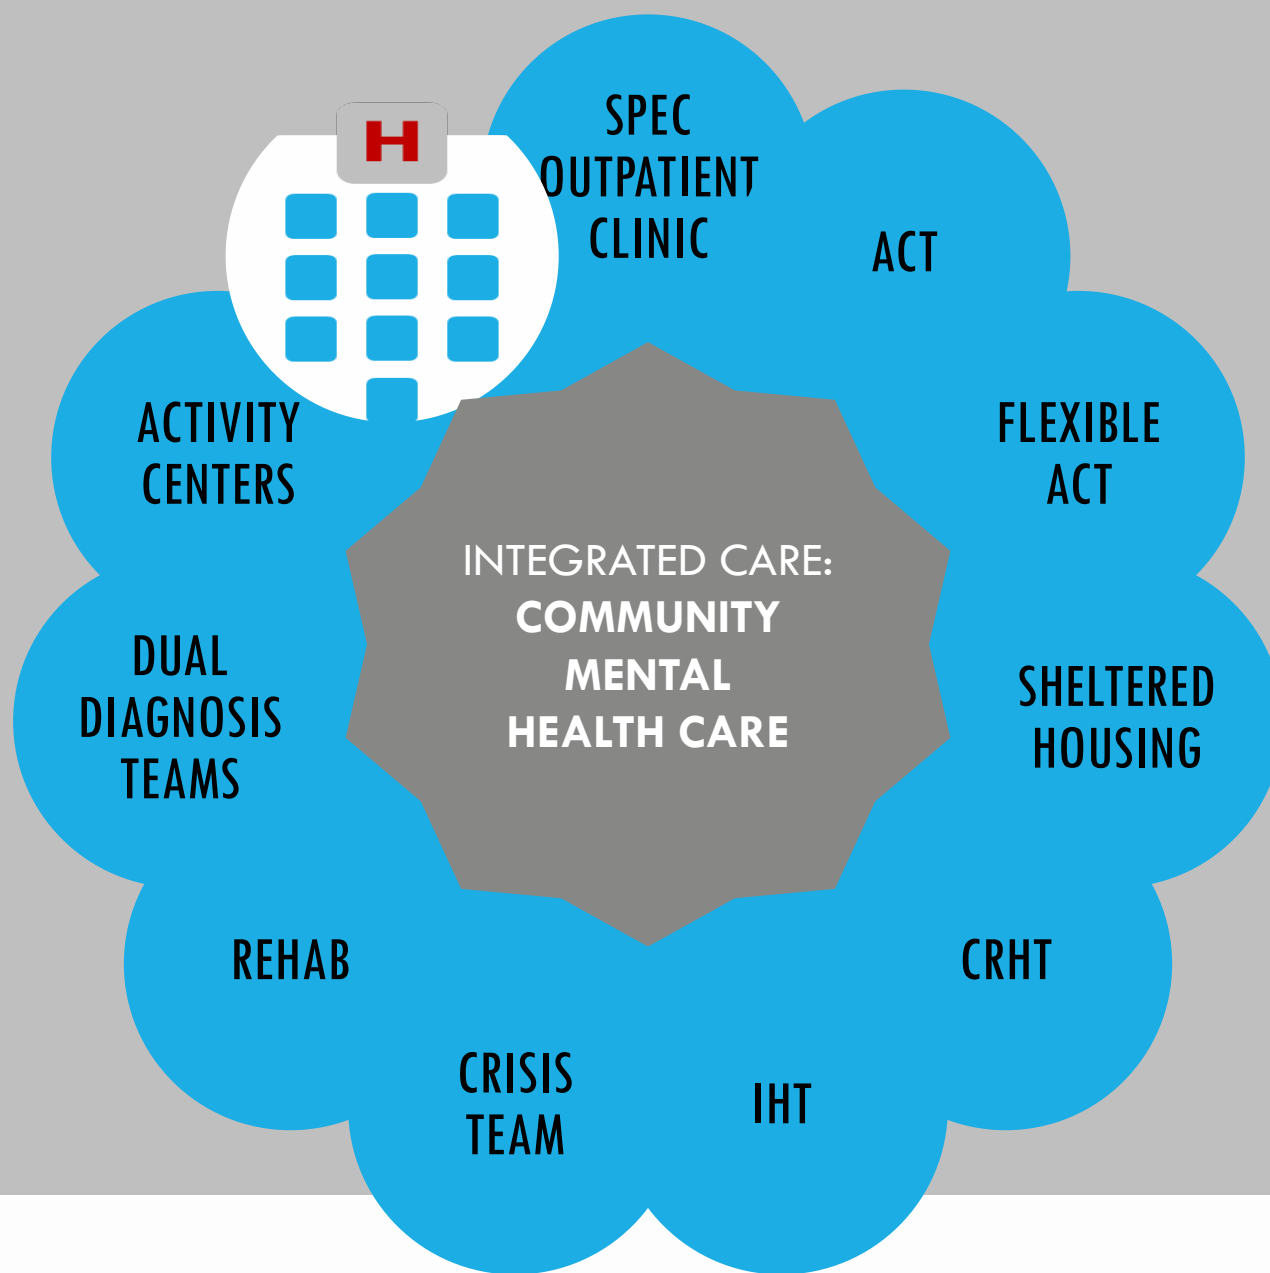 H
SPEC
OUTPATIENT
CLINIC
ACT
FLEXIBLE
ACT
SHELTERED
HOUSING
CRHT
IHT
CRISIS
TEAM
REHAB
DUAL
DIAGNOSIS
TEAMS
ACTIVITY
CENTERS
INTEGRATED CARE:
COMMUNITY
MENTAL
HEALTH CARE